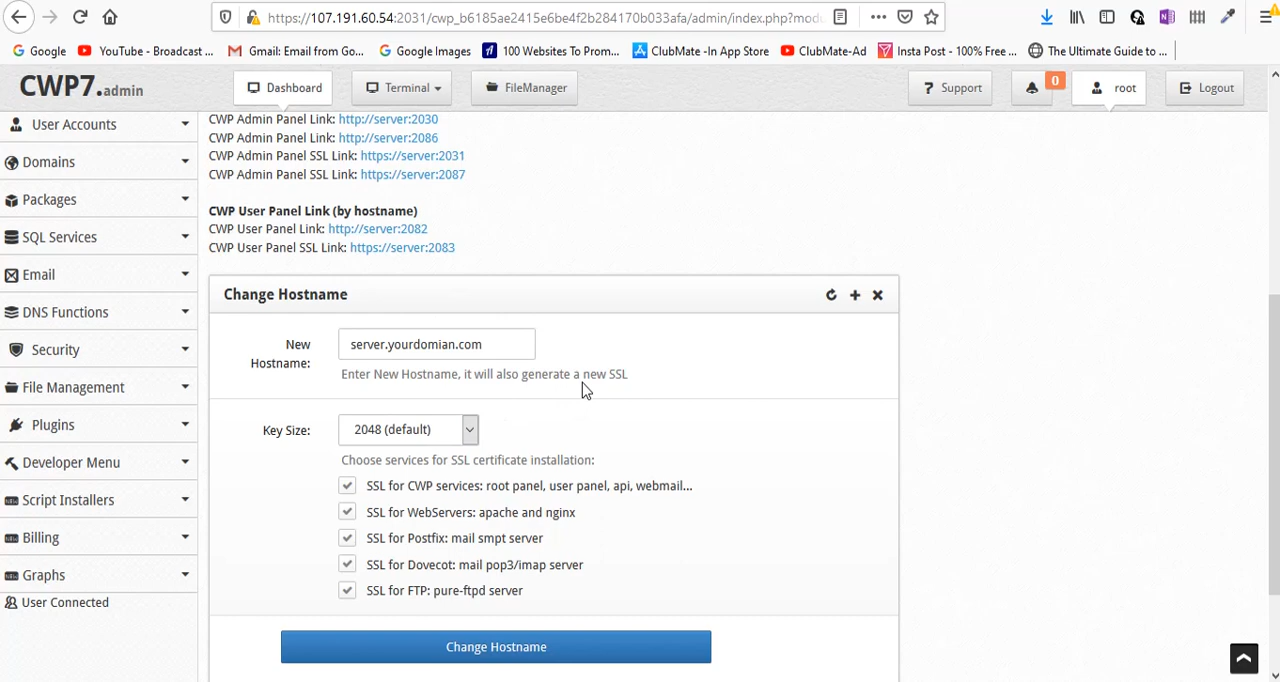 https://107.191.60.54:2031/cwp_b6185ae2415e6be4f2b284170b033afa/admin/index.php?modu
Google
YouTube - Broadcast ...
Gmail: Email from Go...
Google Images
100 Websites To Prom...
ClubMate -In App Store
ClubMate-Ad
Insta Post - 100% Free ...
The Ultimate Guide to ...
CWP7.admin
Dashboard
Terminal
FileManager
? Support
0
root
Logout
User Accounts
Domains
Packages
SQL Services
Email
DNS Functions
Security
File Management
Plugins
Developer Menu
Script Installers
Billing
Graphs
User Connected
CWP Admin Panel Link: http://server:2030
CWP Admin Panel Link: http://server:2086
CWP Admin Panel SSL Link: https://server:2031
CWP Admin Panel SSL Link: https://server:2087
CWP User Panel Link (by hostname)
CWP User Panel Link: http://server:2082
CWP User Panel SSL Link: https://server:2083
Change Hostname
New Hostname:
server.yourdomian.com
Enter New Hostname, it will also generate a new SSL
Key Size:
2048 (default)
Choose services for SSL certificate installation:
SSL for CWP services: root panel, user panel, api, webmail...
SSL for WebServers: apache and nginx
SSL for Postfix: mail smpt server
SSL for Dovecot: mail pop3/imap server
SSL for FTP: pure-ftpd server
Change Hostname